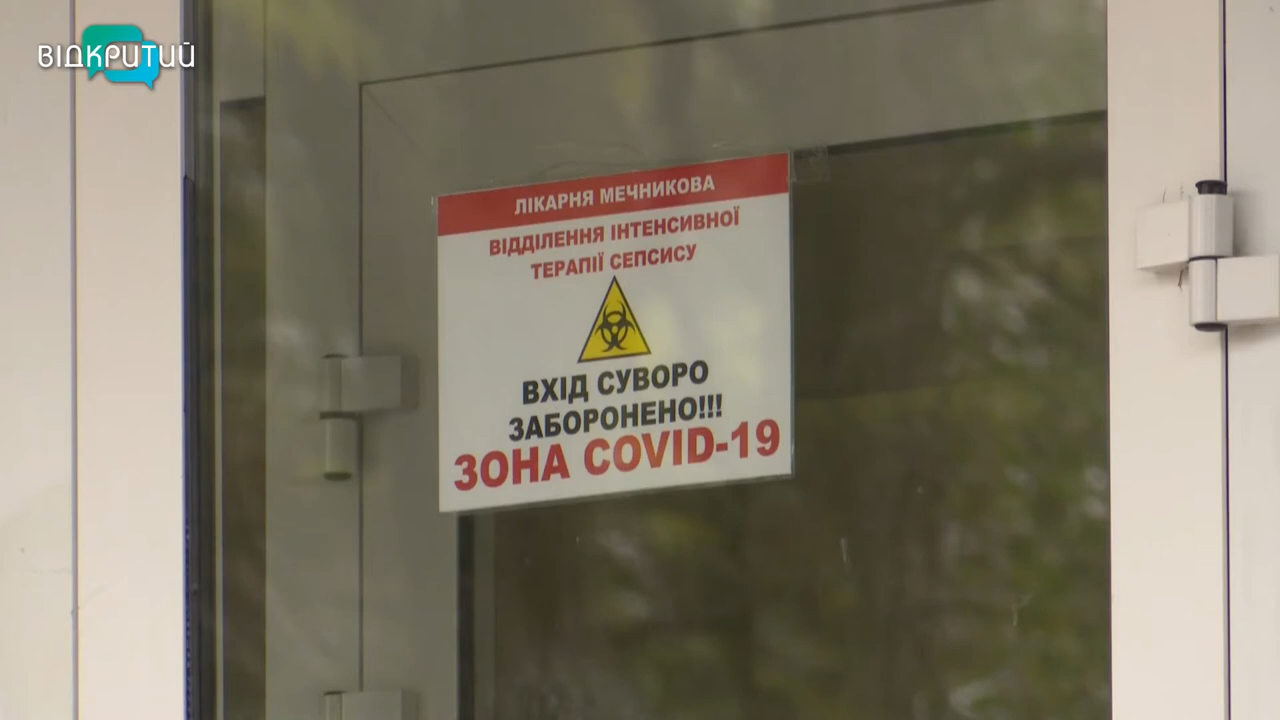 ВІДКРИТИЙ
ЛІКАРНЯ МЕЧНИКОВА
ВІДДІЛЕННЯ ІНТЕНСИВНОЇ
ТЕРАПІЇ СЕПСИСУ
ВХІД СУВОРО
ЗАБОРОНЕНО!!!
ЗОНА COVID-19